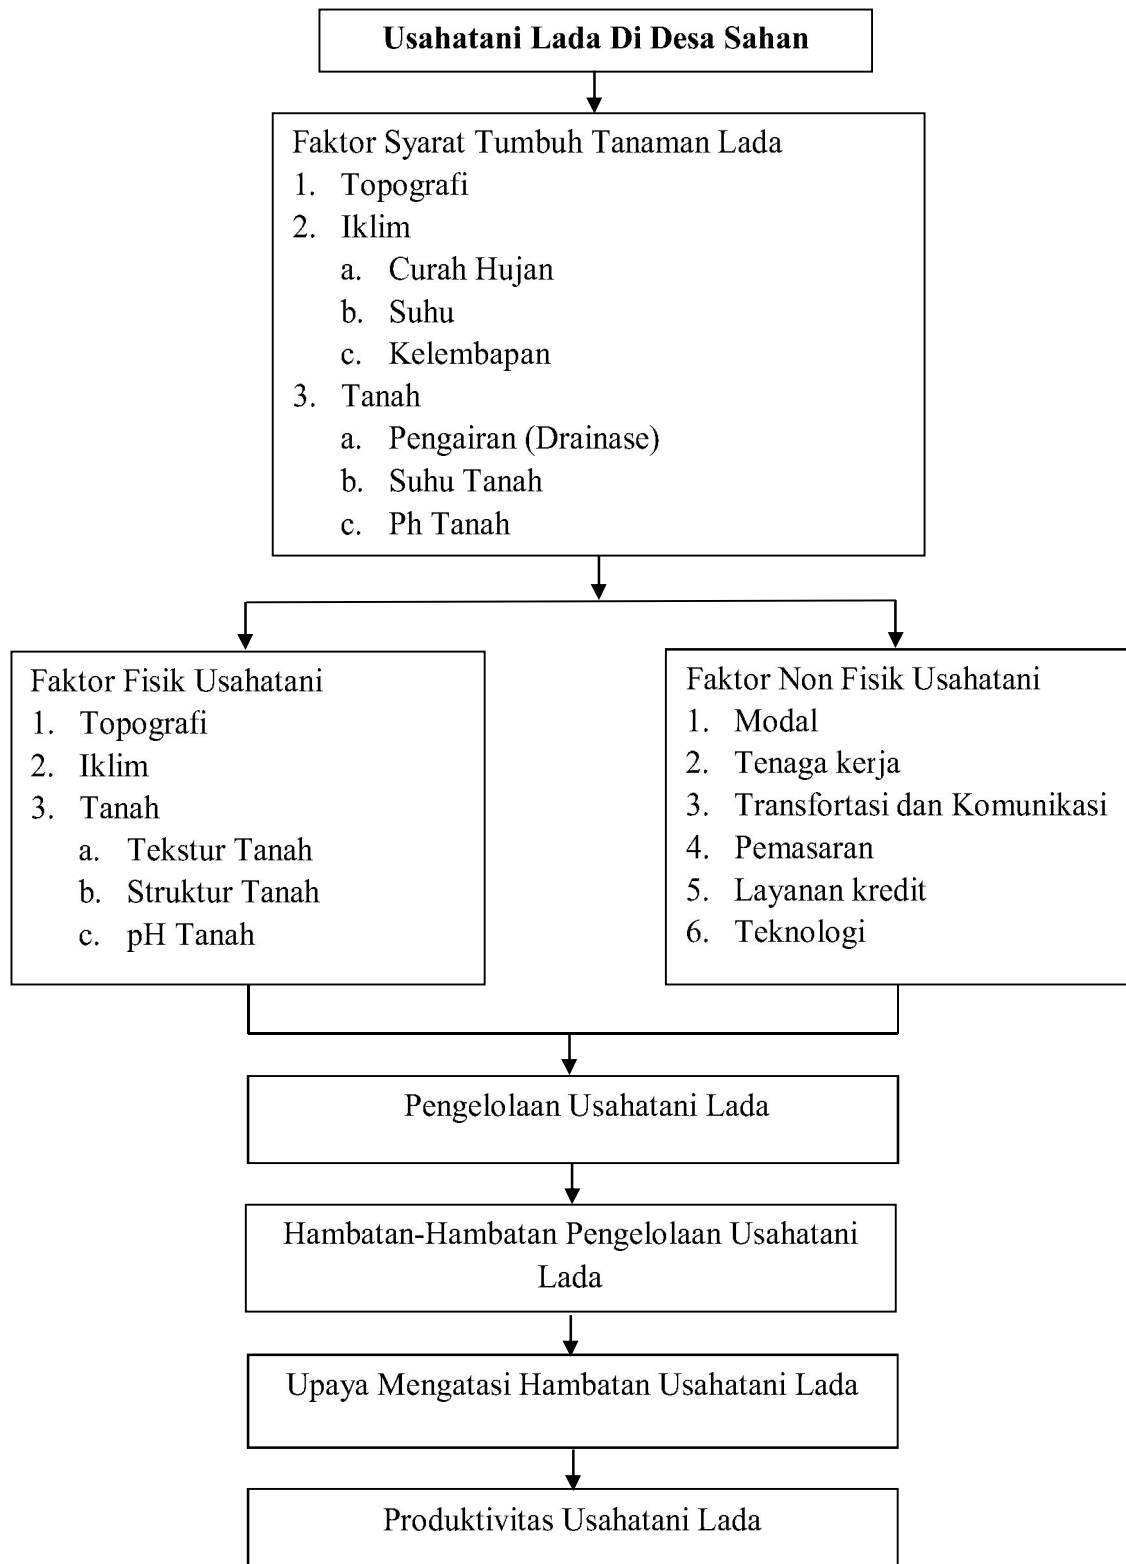 Usahatani Lada Di Desa Sahan
Faktor Syarat Tumbuh Tanaman Lada
1. Topografi
2. Iklim
a. Curah Hujan
b. Suhu
c. Kelembapan
3. Tanah
a. Pengairan (Drainase)
b. Suhu Tanah
c. Ph Tanah
Faktor Fisik Usahatani
1. Topografi
2. Iklim
3. Tanah
a. Tekstur Tanah
b. Struktur Tanah
c. pH Tanah
Faktor Non Fisik Usahatani
1. Modal
2. Tenaga kerja
3. Transfortasi dan Komunikasi
4. Pemasaran
5. Layanan kredit
6. Teknologi
Pengelolaan Usahatani Lada
Hambatan-Hambatan Pengelolaan Usahatani
Lada
Upaya Mengatasi Hambatan Usahatani Lada
Produktivitas Usahatani Lada